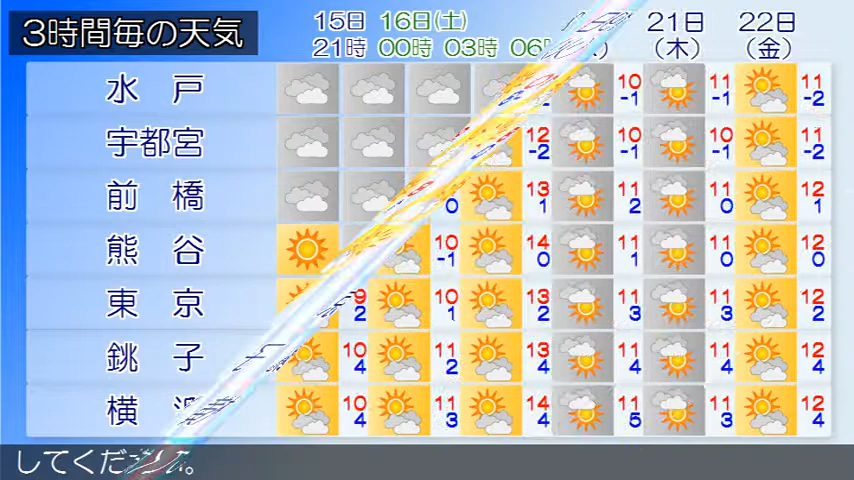 3時間毎の天気
15日 16日(土) 21日 22日
21時 00時 03時 (木) (金)
水 戸 10 -1 11 -1 11 -2
宇都宮 12 -2 10 -1 10 -1 11 -2
前 橋 0 13 1 11 2 11 0 12 1
熊 谷 10 -1 14 0 11 1 11 0 12 0
東 京 9 2 10 1 13 2 11 3 11 3 12 2
銚 子 10 4 11 2 13 4 11 4 11 4 12 4
横 10 4 11 3 14 4 11 5 11 3 12 4
してくだ